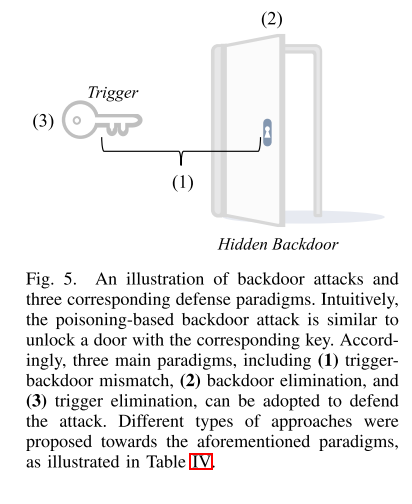 (2)
Trigger
(3)
(1)
Hidden Backdoor
Fig. 5. An illustration of backdoor attacks and
three corresponding defense paradigms. Intuitively,
the poisoning-based backdoor attack is similar to
unlock a door with the corresponding key. Accord-
ingly, three main paradigms, including (1) trigger-
backdoor mismatch, (2) backdoor elimination, and
(3) trigger elimination, can be adopted to defend
the attack. Different types of approaches were
proposed towards the aforementioned paradigms,
as illustrated in Table IV.